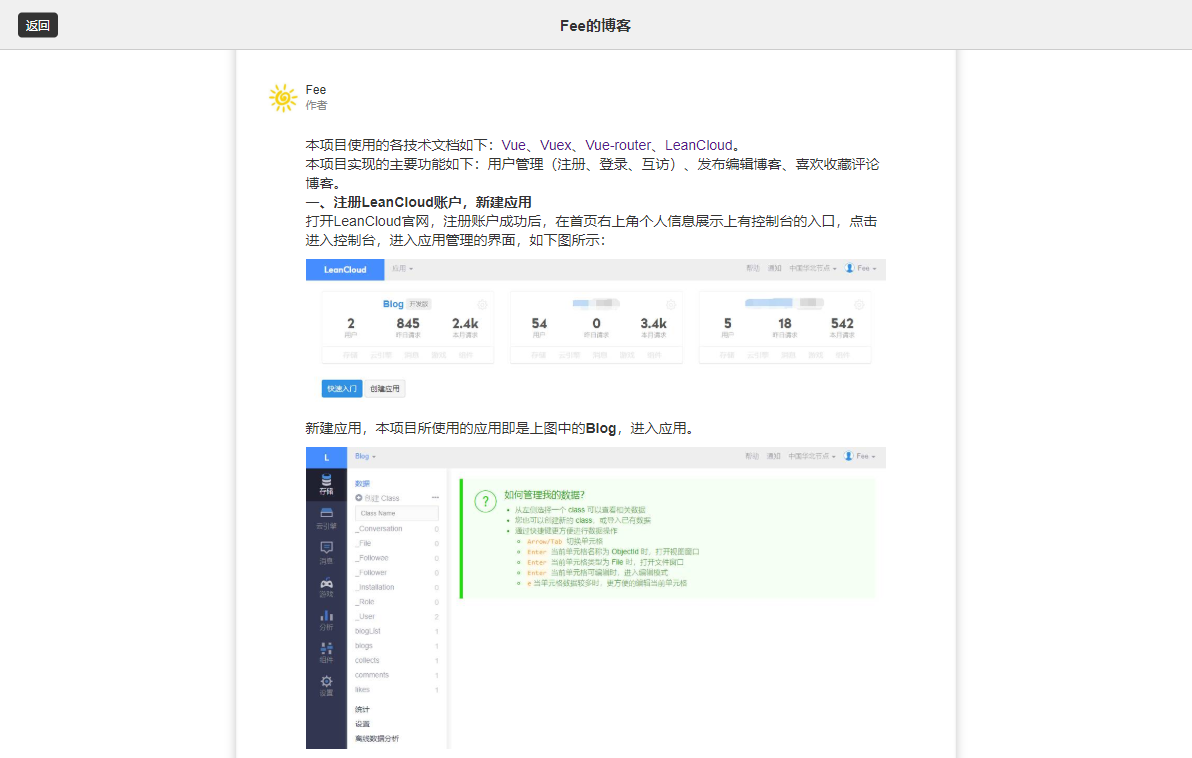 返回
Fee的博客
Fee
作者
本项目使用的各技术文档如下：Vue、Vuex、Vue-router、LeanCloud。
本项目实现的主要功能如下：用户管理（注册、登录、互访）、发布编辑博客、喜欢收藏评论
博客。
一、注册LeanCloud账户，新建应用
打开LeanCloud官网，注册账户成功后，在首页右上角个人信息展示上有控制台的入口，点击
进入控制台，进入应用管理的界面，如下图所示：
LeanCloud 应用 帮助 通知 中国华北节点 Fee
Blog 开发版
2 845 2.4k 54 0 3.4k 5 18 542
用户 昨日请求 本月请求 用户 昨日请求 本月请求 用户 昨日请求 本月请求
存储 云引擎 消息 游戏 组件 存储 云引擎 消息 游戏 组件 存储 云引擎 消息 游戏 组件
快速入门 创建应用
新建应用，本项目所使用的应用即是上图中的Blog，进入应用。
L Blog 帮助 通知 中国华北节点 Fee
存储
云引擎
消息
游戏
分析
组件
设置
数据
创建 Class
Class Name
_Conversation 0
_File 0
_Followee 0
_Follower 0
_Installation 0
_Role 0
_User 3
blogList 1
blogs 1
collects 1
comments 1
likes 1
统计
设置
离线数据分析
? 如何管理我的数据?
从左侧选择一个 class 可以查看相关数据
您也可以创建新的 class，或导入已有数据
通过快捷键更方便进行数据操作
Arrow/Tab 切换单元格
Enter 当前单元格名称为 ObjectId 时，打开视图窗口
Enter 当前单元格类型为 File 时，打开文件窗口
Enter 当前单元格可编辑时，进入编辑模式
e 当单元格数据较多时，更方便的编辑当前单元格